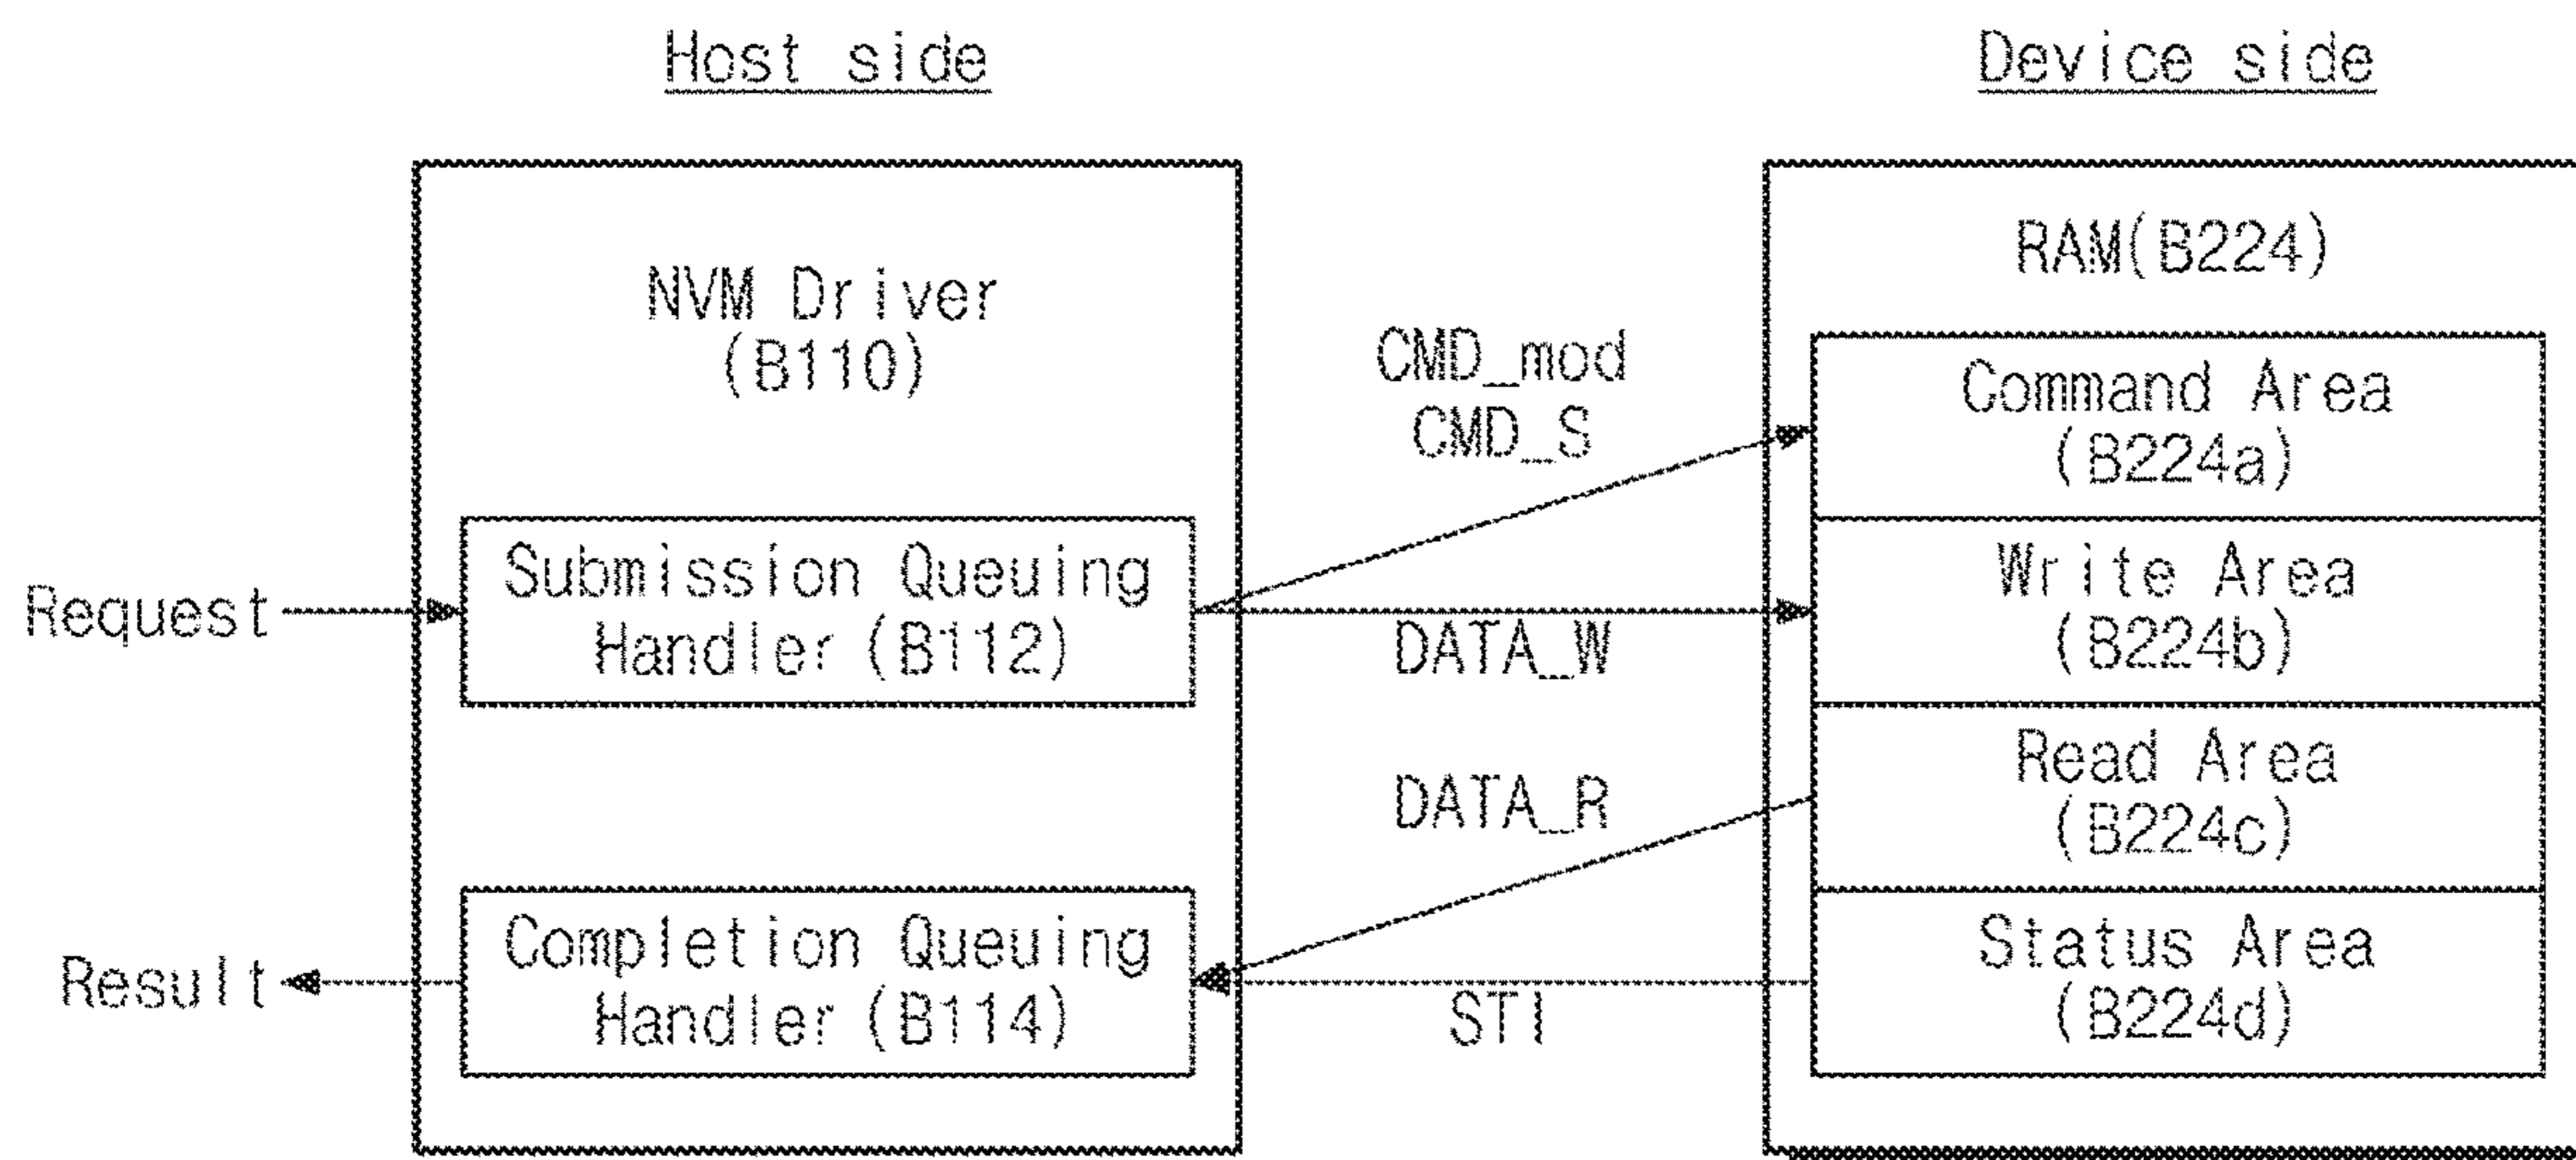 Host side
Device side
NVM Driver
(B110)
RAM(B224)
CMD_mod
CMD_S
Command Area
(B224a)
Request
Submission Queuing
Handler (B112)
DATA_W
Write Area
(B224b)
DATA_R
Read Area
(B224c)
Result
Completion Queuing
Handler (B114)
STI
Status Area
(B224d)